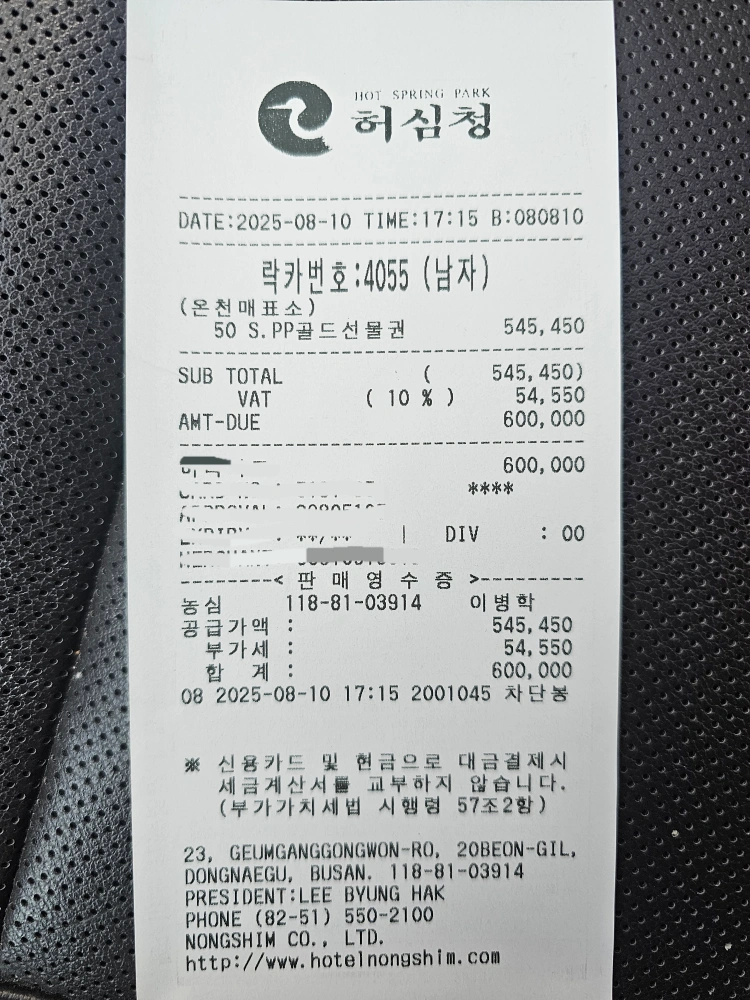 HOT SPRING PARK
허심청
DATE:2025-08-10 TIME:17:15 B:080810
락카번호:4055 (남자)
(온천매표소)
50 S.PP골드선물권 545,450
SUB TOTAL ( 545,450)
VAT ( 10 % ) 54,550
AMT-DUE 600,000
600,000
****
DIV : 00
--------< 판 매 영 수 증 >---------
농심 118-81-03914 이병학
공급가액 : 545,450
부가세 : 54,550
합 계 : 600,000
08 2025-08-10 17:15 2001045 차단봉
※ 신용카드 및 현금으로 대금결제시
세금계산서를 교부하지 않습니다.
(부가가치세법 시행령 57조2항)
23, GEUMGANGGONGWON-RO, 20BEON-GIL,
DONGNAEGU, BUSAN. 118-81-03914
PRESIDENT:LEE BYUNG HAK
PHONE (82-51) 550-2100
NONGSHIM CO., LTD.
http://www.hotelnongshim.com